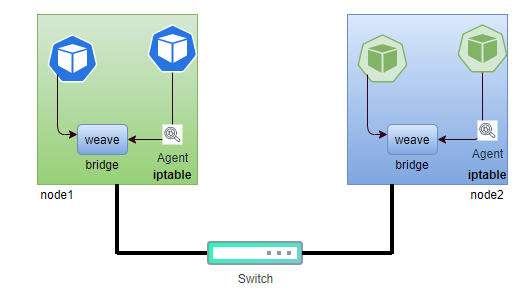 weave
bridge
Agent
iptable
node1
weave
bridge
Agent
iptable
node2
Switch